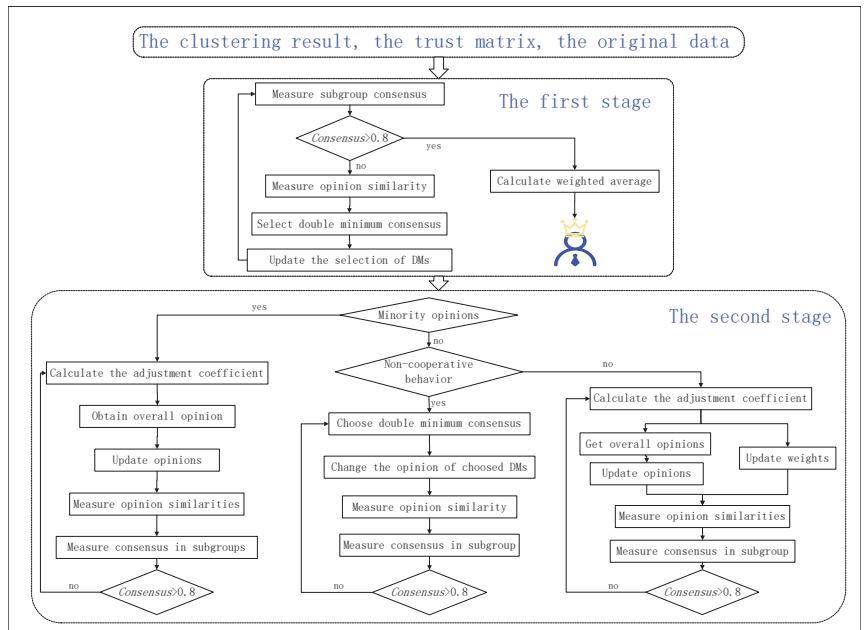 The clustering result, the trust matrix, the original data
The first stage
Measure subgroup consensus
Consensus>0.8
yes
no
Measure opinion similarity
Calculate weighted average
Select double minimum consensus
Update the selection of DMs
The second stage
Minority opinions
yes
no
Non-cooperative
behavior
no
yes
Calculate the adjustment coefficient
Obtain overall opinion
Update opinions
Measure opinion similarities
Measure consensus in subgroups
Consensus>0.8
no
Choose double minimum consensus
Change the opinion of choosed DMs
Measure opinion similarity
Measure consensus in subgroup
Consensus>0.8
no
Calculate the adjustment coefficient
Get overall opinions
Update opinions
Update weights
Measure opinion similarities
Measure consensus in subgroup
Consensus>0.8
no